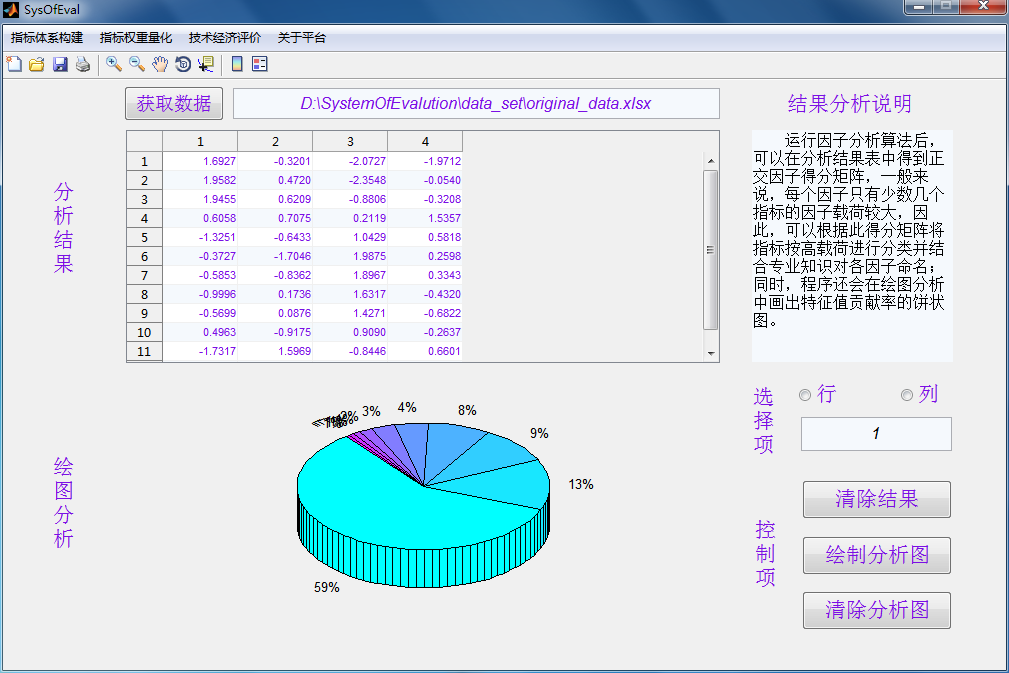 SysOfEval
指标体系构建 指标权重量化 技术经济评价 关于平台
获取数据
D:\SystemOfEvalution\data_set\original_data.xlsx
分析结果
1 2 3 4
1 1.6927 -0.3201 -2.0727 -1.9712
2 1.9582 0.4720 -2.3548 -0.0540
3 1.9455 0.6209 -0.8806 -0.3208
4 0.6058 0.7075 0.2119 1.5357
5 -1.3251 -0.6433 1.0429 0.5818
6 -0.3727 -1.7046 1.9875 0.2598
7 -0.5853 -0.8362 1.8967 0.3343
8 -0.9996 0.1736 1.6317 -0.4320
9 -0.5699 0.0876 1.4271 -0.6822
10 0.4963 -0.9175 0.9090 -0.2637
11 -1.7317 1.5969 -0.8446 0.6601
结果分析说明
运行因子分析算法后，
可以在分析结果表中得到正
交因子得分矩阵，一般来
说，每个因子只有少数几个
指标的因子载荷较大，因
此，可以根据此得分矩阵将
指标按高载荷进行分类并结
合专业知识对各因子命名；
同时，程序还会在绘图分析
中画出特征值贡献率的饼状
图。
绘图分析
2%
3%
4%
8%
9%
13%
59%
选择项
行
列
1
控制项
清除结果
绘制分析图
清除分析图